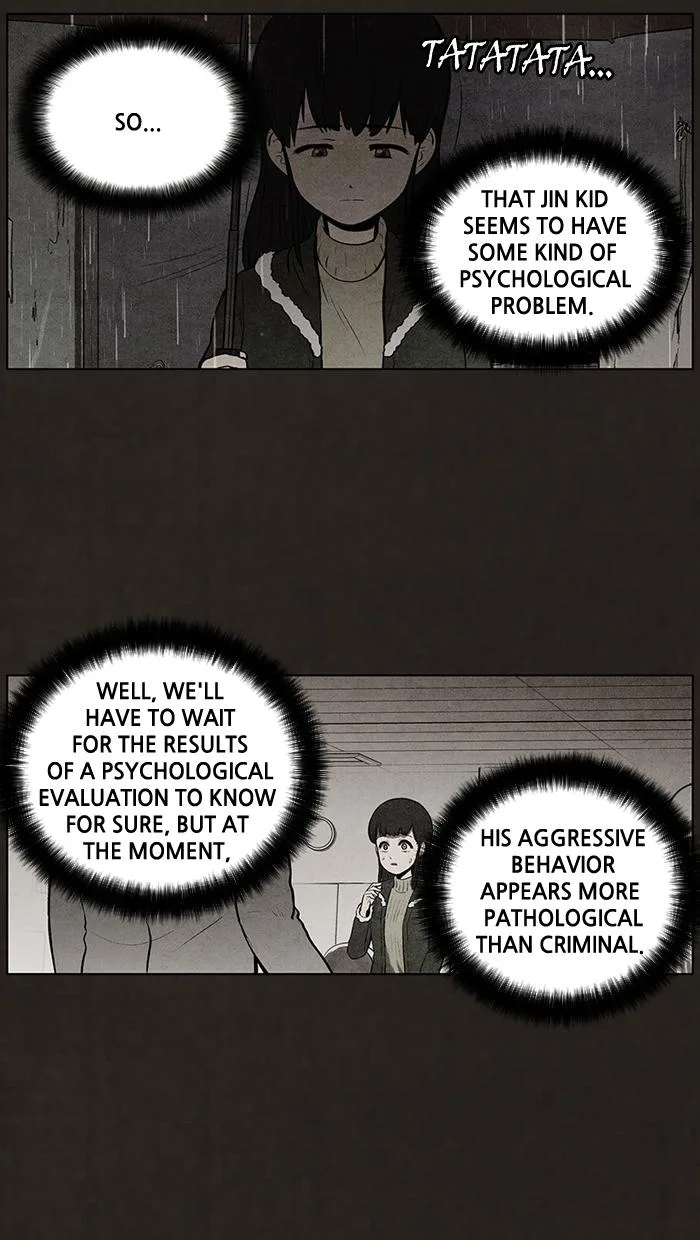 TATATATA...
SO...
THAT JIN KID
SEEMS TO HAVE
SOME KIND OF
PSYCHOLOGICAL
PROBLEM.
WELL, WE'LL
HAVE TO WAIT
FOR THE RESULTS
OF A PSYCHOLOGICAL
EVALUATION TO KNOW
FOR SURE, BUT AT
THE MOMENT,
HIS AGGRESSIVE
BEHAVIOR
APPEARS MORE
PATHOLOGICAL
THAN CRIMINAL.